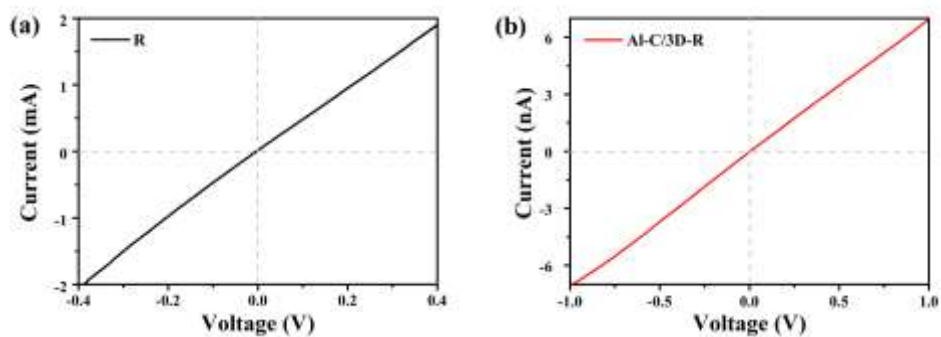 (a)
R
Current (mA)
2
1
0
-1
-2
-0.4
-0.2
0.0
0.2
0.4
Voltage (V)
(b)
Al-C/3D-R
Current (nA)
6
3
0
-3
-6
-1.0
-0.5
0.0
0.5
1.0
Voltage (V)